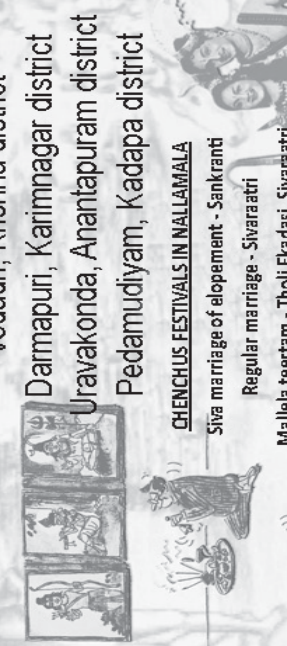 Darmapuri, Karimnagar district
Uravakonda, Anantapuram district
Pedamudiyam, Kadapa district
CHENCHUS FESTIVALS IN NALLAMALA
Siva marriage of elopement - Sankranti
Regular marriage - Sivaraatri
Mallela teertam - Tholi Ekadasi, Sivaraatri